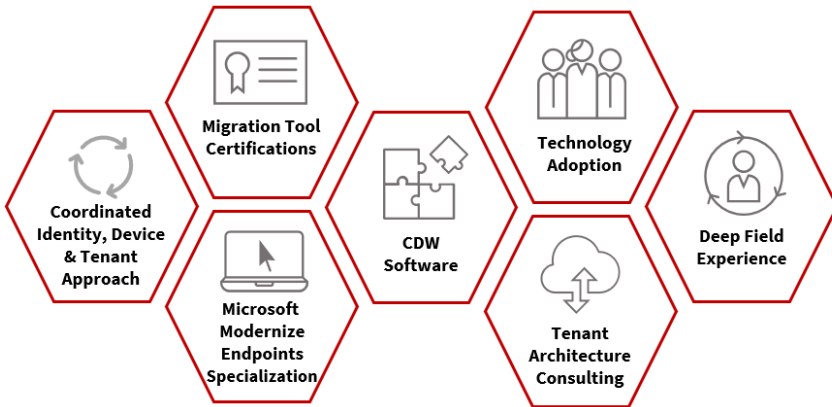 Coordinated
Identity, Device
& Tenant
Approach
Migration Tool
Certifications
Microsoft
Modernize
Endpoints
Specialization
CDW
Software
Technology
Adoption
Tenant
Architecture
Consulting
Deep Field
Experience